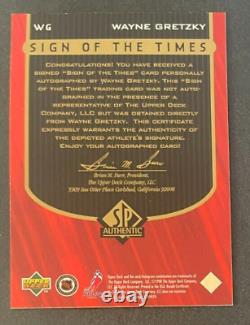 WG WAYNE GRETZKY
SIGN OF THE TIMES
CONGRATULATIONS! YOU HAVE RECEIVED A
SIGNED "SIGN OF THE TIMES" CARD PERSONALLY
AUTOGRAPHED BY WAYNE GRETZKY. THIS "SIGN
OF THE TIMES" TRADING CARD WAS NOT AUTO-
GRAPHED IN THE PRESENCE OF A
REPRESENTATIVE OF THE UPPER DECK
COMPANY, LLC BUT WAS OBTAINED DIRECTLY
FROM WAYNE GRETZKY. THIS CERTIFICATE
EXPRESSLY WARRANTS THE AUTHENTICITY OF
THE DEPICTED ATHLETE'S SIGNATURE.
ENJOY YOUR AUTOGRAPHED CARD!
President,
The Upper Deck Company, LLC
5909 Sea Otter Place Carlsbad, California 92008
SP
AUTHENTIC
UPPER DECK
NHL